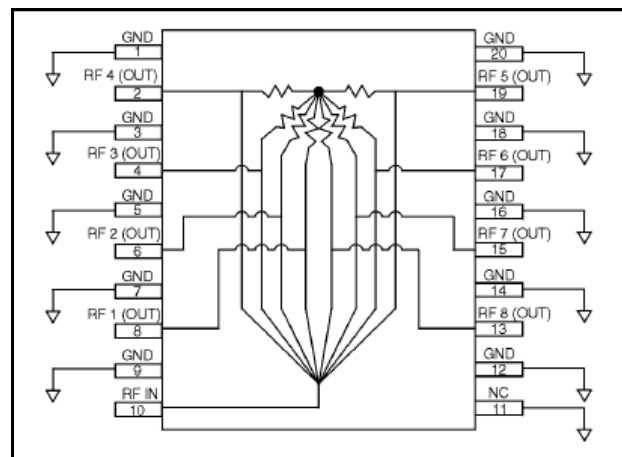 GND
1
RF 4 (OUT)
2
GND
3
RF 3 (OUT)
4
GND
5
RF 2 (OUT)
6
GND
7
RF 1 (OUT)
8
GND
9
RF IN
10
GND
20
RF 5 (OUT)
19
GND
18
RF 6 (OUT)
17
GND
16
RF 7 (OUT)
15
GND
14
RF 8 (OUT)
13
GND
12
NC
11